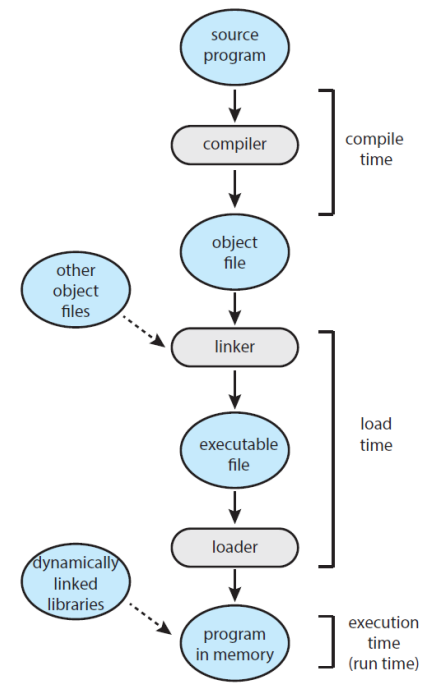 source
program
compiler
compile
time
object
file
other
object
files
linker
load
time
executable
file
loader
dynamically
linked
libraries
program
in memory
execution
time
(run time)